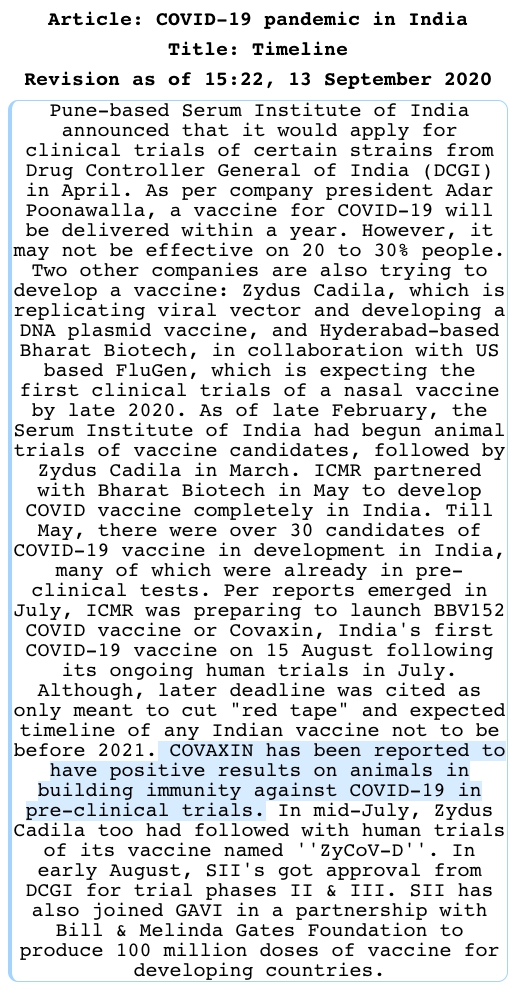 Article: COVID-19 pandemic in India
Title: Timeline
Revision as of 15:22, 13 September 2020
Pune-based Serum Institute of India
announced that it would apply for
clinical trials of certain strains from
Drug Controller General of India (DCGI)
in April. As per company president Adar
Poonawalla, a vaccine for COVID-19 will
be delivered within a year. However, it
may not be effective on 20 to 30% people.
Two other companies are also trying to
develop a vaccine: Zydus Cadila, which is
replicating viral vector and developing a
DNA plasmid vaccine, and Hyderabad-based
Bharat Biotech, in collaboration with US
based FluGen, which is expecting the
first clinical trials of a nasal vaccine
by late 2020. As of late February, the
Serum Institute of India had begun animal
trials of vaccine candidates, followed by
Zydus Cadila in March. ICMR partnered
with Bharat Biotech in May to develop
COVID vaccine completely in India. Till
May, there were over 30 candidates of
COVID-19 vaccine in development in India,
many of which were already in pre-
clinical tests. Per reports emerged in
July, ICMR was preparing to launch BBV152
COVID vaccine or Covaxin, India's first
COVID-19 vaccine on 15 August following
its ongoing human trials in July.
Although, later deadline was cited as
only meant to cut "red tape" and expected
timeline of any Indian vaccine not to be
before 2021. COVAXIN has been reported to
have positive results on animals in
building immunity against COVID-19 in
pre-clinical trials. In mid-July, Zydus
Cadila too had followed with human trials
of its vaccine named ''ZyCoV-D''. In
early August, SII's got approval from
DCGI for trial phases II & III. SII has
also joined GAVI in a partnership with
Bill & Melinda Gates Foundation to
produce 100 million doses of vaccine for
developing countries.